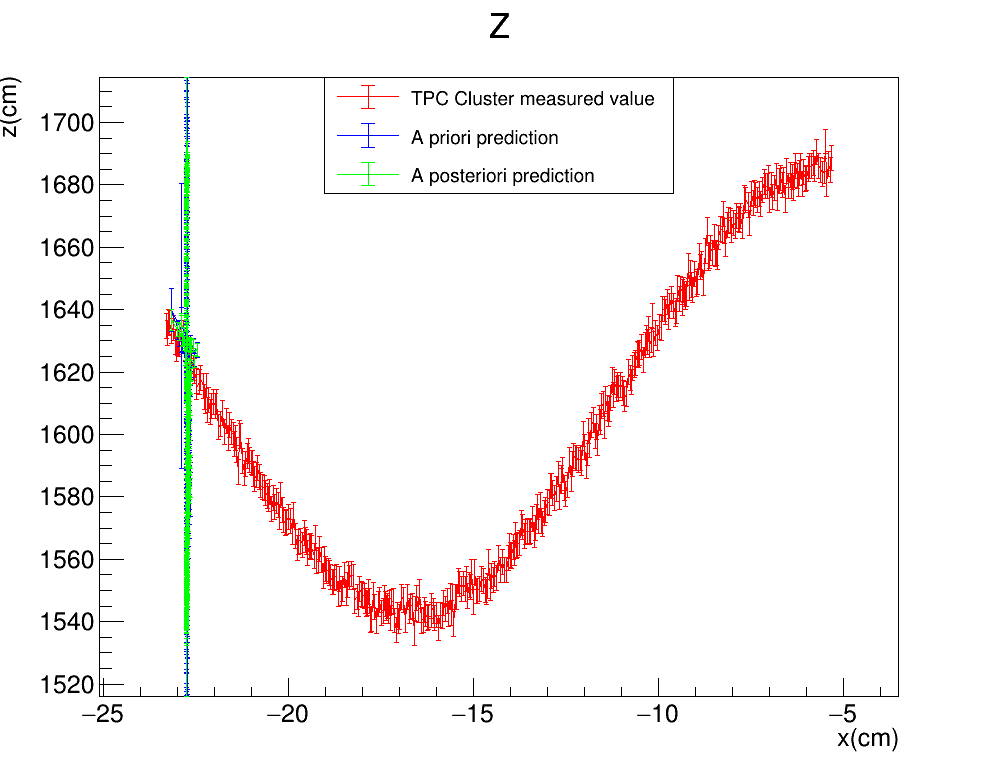 Z
z(cm)
TPC Cluster measured value
A priori prediction
A posteriori prediction
1700
1680
1660
1640
1620
1600
1580
1560
1540
1520
−25 −20 −15 −10 −5
x(cm)